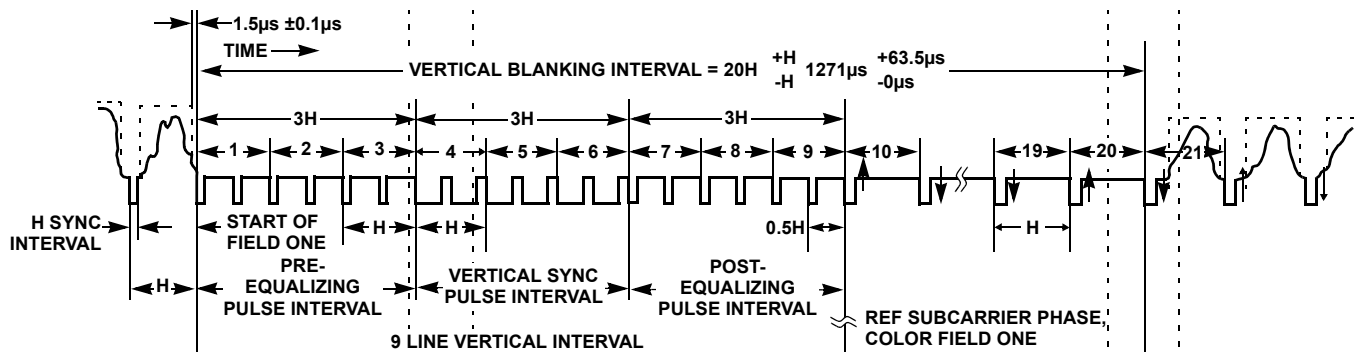 1.5µs ±0.1µs
TIME
VERTICAL BLANKING INTERVAL = 20H +H -H 1271µs +63.5µs -0µs
3H 3H 3H
1 2 3 4 5 6 7 8 9 10 19 20 21
H SYNC
INTERVAL
START OF
FIELD ONE
H H 0.5H H
H
PRE-
EQUALIZING
PULSE INTERVAL
VERTICAL SYNC
PULSE INTERVAL
POST-
EQUALIZING
PULSE INTERVAL
REF SUBCARRIER PHASE,
COLOR FIELD ONE
9 LINE VERTICAL INTERVAL